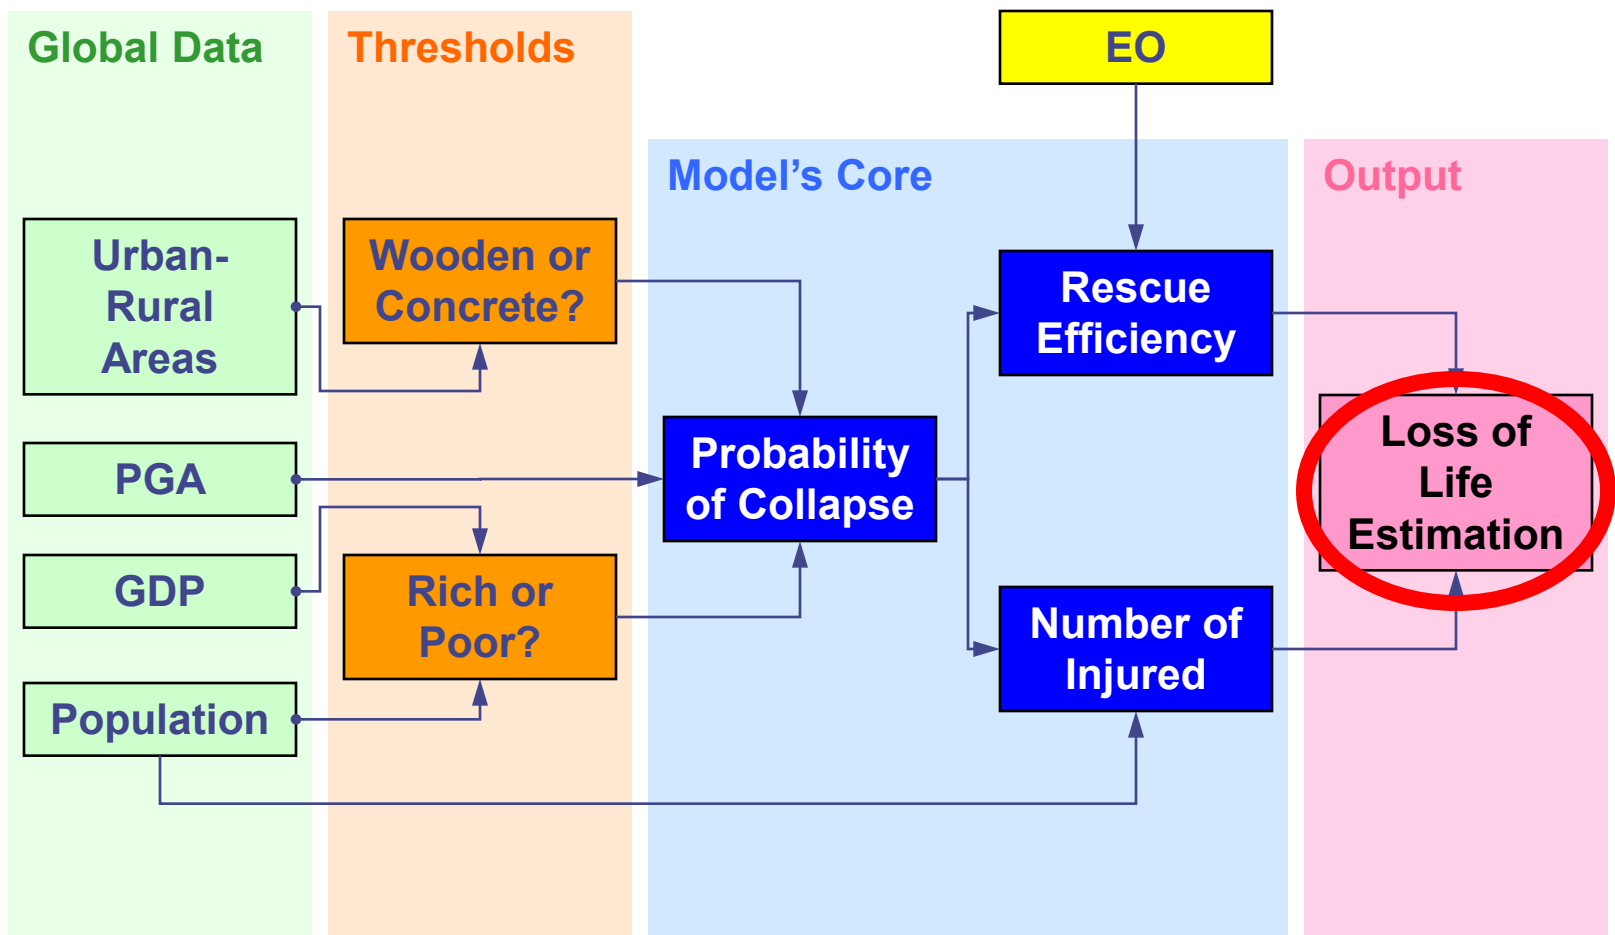 Global Data
Thresholds
EO
Model’s Core
Output
Urban-
Rural
Areas
Wooden or
Concrete?
Rescue
Efficiency
PGA
Probability
of Collapse
Loss of
Life
Estimation
GDP
Rich or
Poor?
Number of
Injured
Population